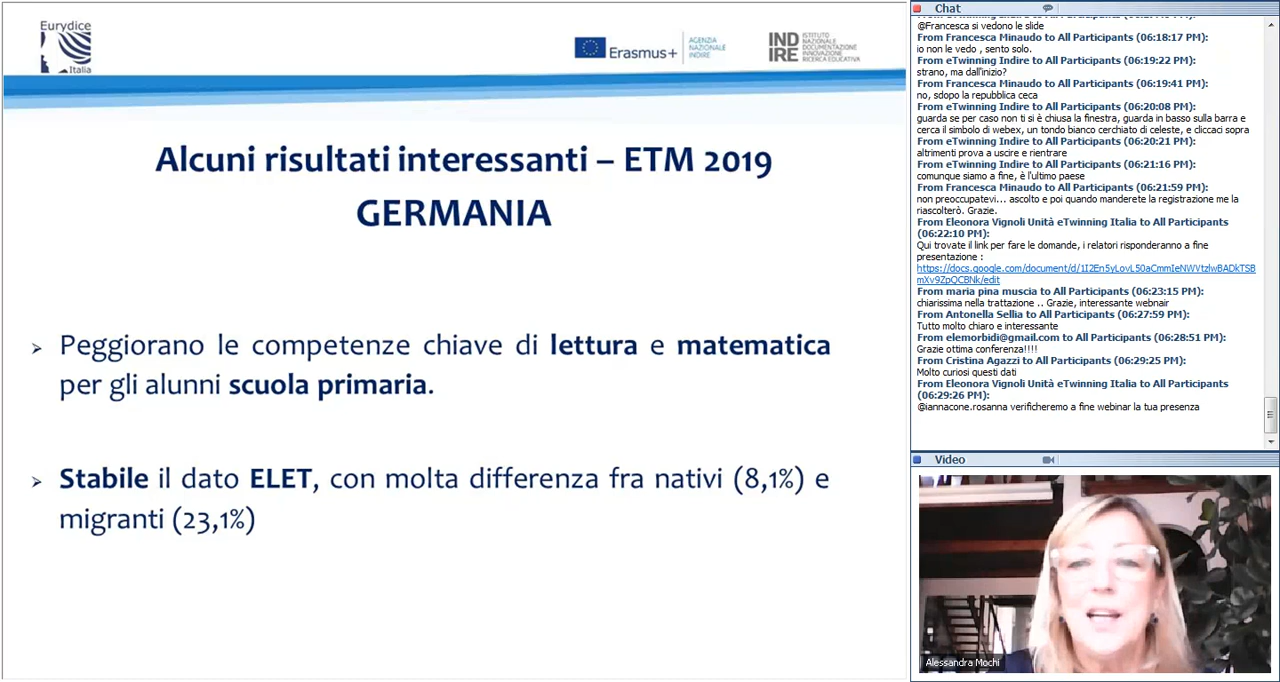 Eurydice
Italia
Erasmus+
AGENZIA
NAZIONALE
INDIRE
IND
IRE
ISTITUTO
NAZIONALE
DOCUMENTAZIONE
INNOVAZIONE
RICERCA EDUCATIVA
Alcuni risultati interessanti – ETM 2019
GERMANIA
Peggiorano le competenze chiave di lettura e matematica
per gli alunni scuola primaria.
Stabile il dato ELET, con molta differenza fra nativi (8,1%) e
migranti (23,1%)
Chat
@Francesca si vedono le slide
From Francesca Minaudo to All Participants (06:18:17 PM):
io non le vedo , sento solo.
From eTwinning Indire to All Participants (06:19:22 PM):
strano, ma dall'inizio?
From Francesca Minaudo to All Participants (06:19:41 PM):
no, sdopo la repubblica ceca
From eTwinning Indire to All Participants (06:20:08 PM):
guarda se per caso non ti si è chiusa la finestra, guarda in basso sulla barra e
cerca il simbolo di webex, un tondo bianco cerchiato di celeste, e cliccaci sopra
From eTwinning Indire to All Participants (06:20:21 PM):
altrimenti prova a uscire e rientrare
From eTwinning Indire to All Participants (06:21:16 PM):
comunque siamo a fine, è l'ultimo paese
From Francesca Minaudo to All Participants (06:21:59 PM):
non preoccupatevi... ascolto e poi quando manderete la registrazione me la
riascolterò. Grazie.
From Eleonora Vignoli Unità eTwinning Italia to All Participants
(06:22:10 PM):
Qui trovate il link per fare le domande, i relatori risponderanno a fine
presentazione :
https://docs.google.com/document/d/1I2En5yLovL50aCmmIeNWVtzlwBADkTSB
mXv9ZpQCBNk/edit
From maria pina muscia to All Participants (06:23:15 PM):
chiarissima nella trattazione .. Grazie, interessante webnair
From Antonella Sellia to All Participants (06:27:59 PM):
Tutto molto chiaro e interessante
From elemorbidi@gmail.com to All Participants (06:28:51 PM):
Grazie ottima conferenza!!!!
From Cristina Agazzi to All Participants (06:29:25 PM):
Molto curiosi questi dati
From Eleonora Vignoli Unità eTwinning Italia to All Participants
(06:29:26 PM):
@iannacone.rosanna verificheremo a fine webinar la tua presenza
Video
Alessandra Mochi